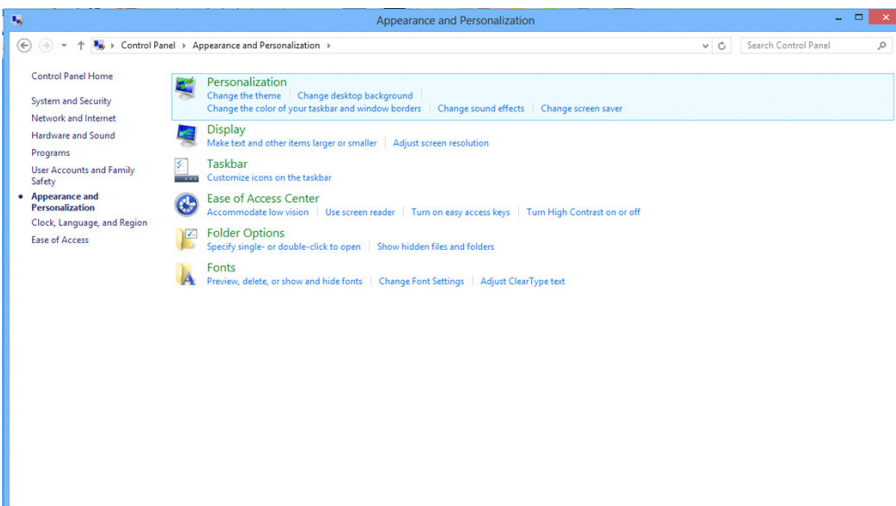 Appearance and Personalization
Control Panel Appearance and Personalization
Search Control Panel
Control Panel Home
System and Security
Network and Internet
Hardware and Sound
Programs
User Accounts and Family
Safety
Appearance and
Personalization
Clock, Language, and Region
Ease of Access
Personalization
Change the theme Change desktop background
Change the color of your taskbar and window borders Change sound effects Change screen saver
Display
Make text and other items larger or smaller Adjust screen resolution
Taskbar
Customize icons on the taskbar
Ease of Access Center
Accommodate low vision Use screen reader Turn on easy access keys Turn High Contrast on or off
Folder Options
Specify single- or double-click to open Show hidden files and folders
Fonts
Preview, delete, or show and hide fonts Change Font Settings Adjust ClearType text